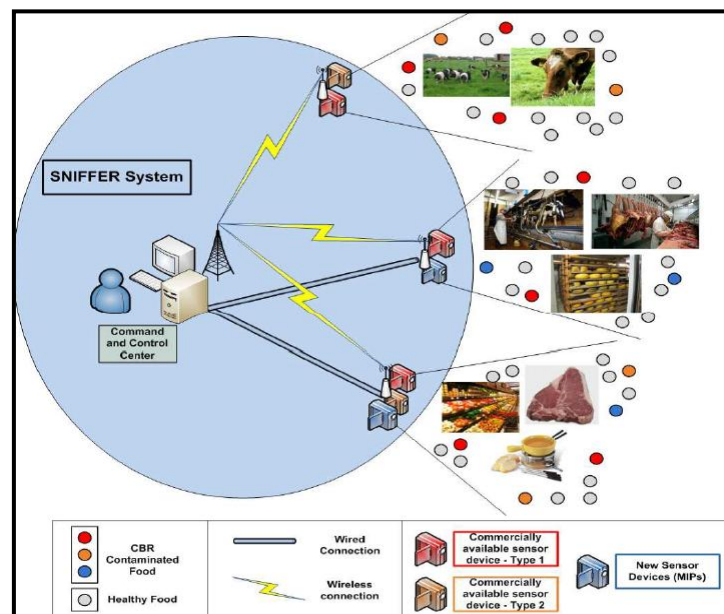 SNIFFER System
Command
and Control
Center
CBR
Contaminated
Food
Healthy Food
Wired
Connection
Wireless
connection
Commercially
available sensor
device - Type 1
Commercially
available sensor
device - Type 2
New Sensor
Devices (MIPs)